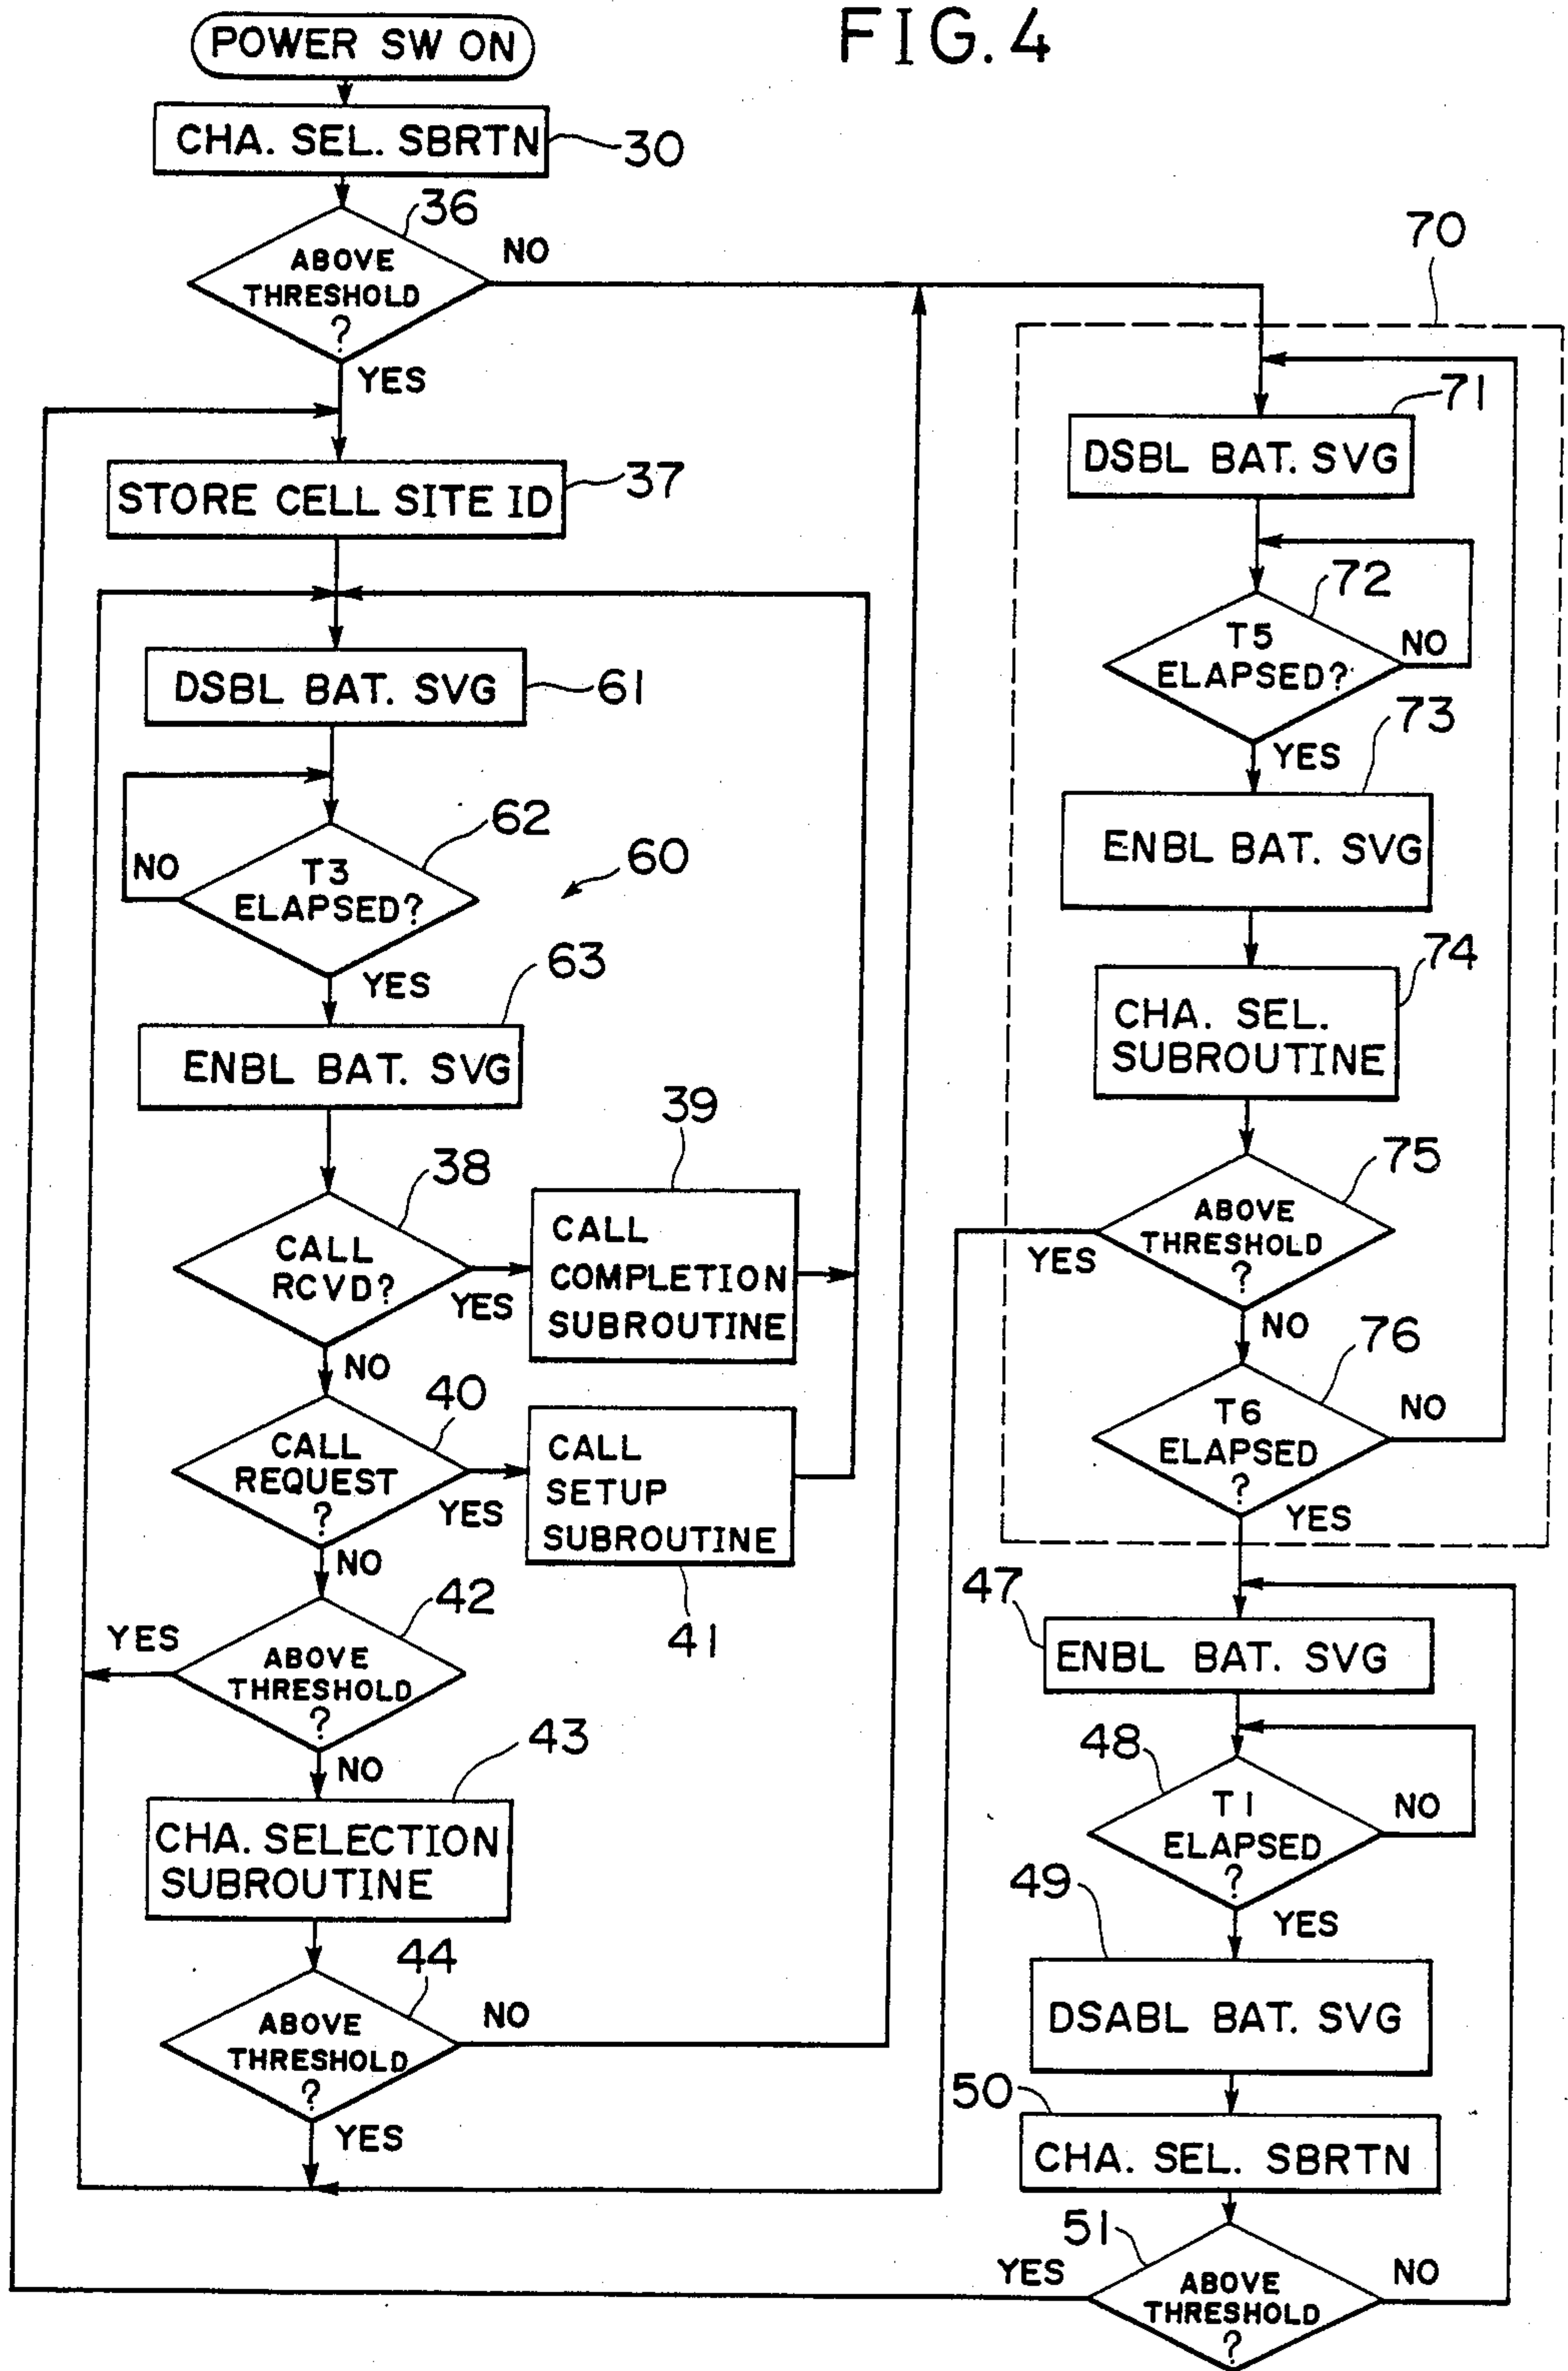 FIG. 4
POWER SW ON
CHA. SEL. SBRTN
30
36
ABOVE
THRESHOLD
?
NO
YES
STORE CELL SITE ID
37
DSBL BAT. SVG
61
62
T3
ELAPSED?
NO
YES
60
63
ENBL BAT. SVG
38
CALL
RCVD?
YES
NO
39
CALL
COMPLETION
SUBROUTINE
40
CALL
REQUEST
?
YES
NO
CALL
SETUP
SUBROUTINE
41
42
YES
ABOVE
THRESHOLD
?
NO
43
CHA. SELECTION
SUBROUTINE
44
ABOVE
THRESHOLD
?
NO
YES
70
71
DSBL BAT. SVG
72
T5
ELAPSED?
NO
YES
73
ENBL BAT. SVG
74
CHA. SEL.
SUBROUTINE
75
ABOVE
THRESHOLD
?
YES
NO
76
T6
ELAPSED
?
NO
YES
47
ENBL BAT. SVG
48
T1
ELAPSED
?
NO
YES
49
DSABL BAT. SVG
50
CHA. SEL. SBRTN
51
YES
ABOVE
THRESHOLD
?
NO